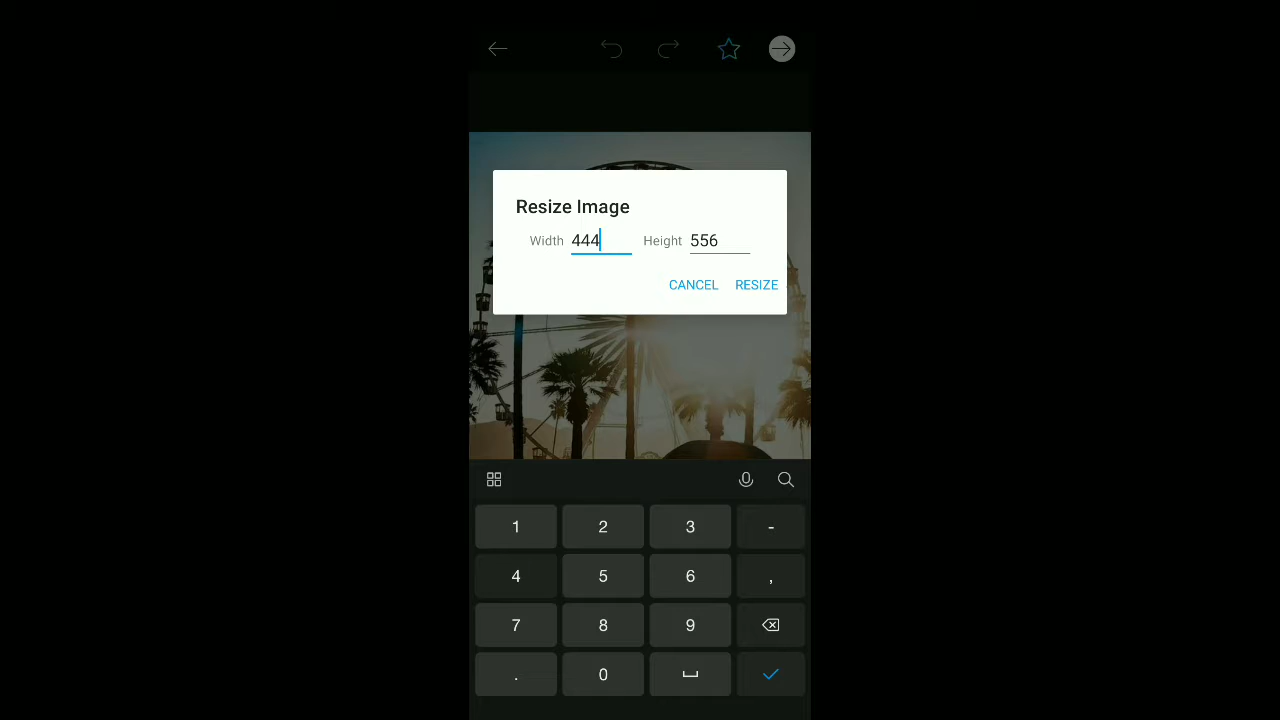 Resize Image
Width 444 Height 556
CANCEL RESIZE
1 2 3 -
4 5 6 ,
7 8 9
. 0